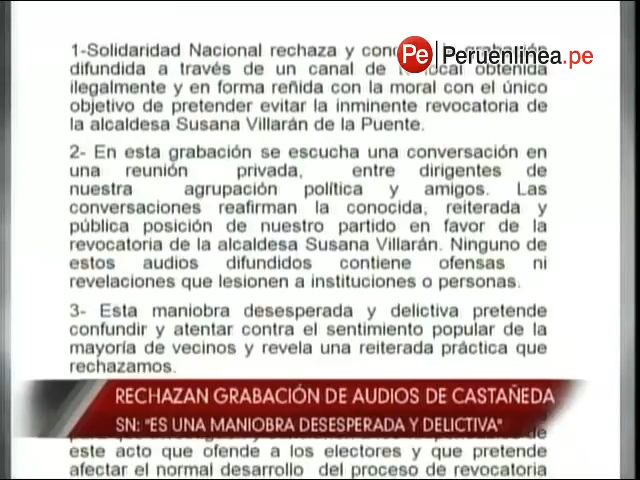 Pe Peruenlinea.pe
1-Solidaridad Nacional rechaza y grabación
difundida a través de un canal de local obtenida
ilegalmente y en forma reñida con la moral con el único
objetivo de pretender evitar la inminente revocatoria de
la alcaldesa Susana Villarán de la Puente.
2- En esta grabación se escucha una conversación en
una reunión privada, entre dirigentes de
nuestra agrupación política y amigos. Las
conversaciones reafirman la conocida, reiterada y
pública posición de nuestro partido en favor de la
revocatoria de la alcaldesa Susana Villarán. Ninguno de
estos audios difundidos contiene ofensas ni
revelaciones que lesionen a instituciones o personas.
3- Esta maniobra desesperada y delictiva pretende
confundir y atentar contra el sentimiento popular de la
mayoría de vecinos y revela una reiterada práctica que
rechazamos.
RECHAZAN GRABACIÓN DE AUDIOS DE CASTAÑEDA
SN: "ES UNA MANIOBRA DESESPERADA Y DELICTIVA"
de
este acto que ofende a los electores y que pretende
afectar el normal desarrollo del proceso de revocatoria